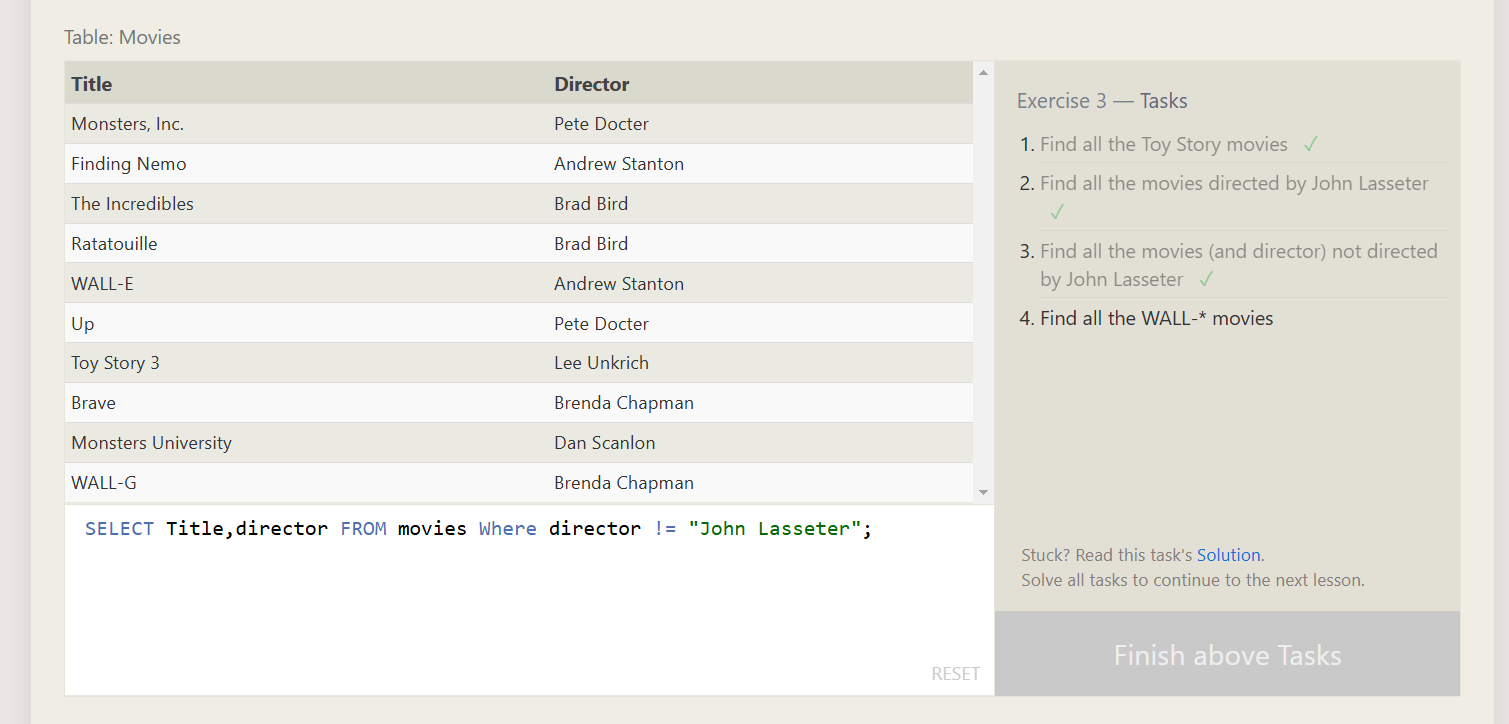 Table: Movies
Title Director
Monsters, Inc. Pete Docter
Finding Nemo Andrew Stanton
The Incredibles Brad Bird
Ratatouille Brad Bird
WALL-E Andrew Stanton
Up Pete Docter
Toy Story 3 Lee Unkrich
Brave Brenda Chapman
Monsters University Dan Scanlon
WALL-G Brenda Chapman
SELECT Title,director FROM movies Where director != "John Lasseter";
RESET
Exercise 3 — Tasks
1. Find all the Toy Story movies ✓
2. Find all the movies directed by John Lasseter
✓
3. Find all the movies (and director) not directed
by John Lasseter ✓
4. Find all the WALL-* movies
Stuck? Read this task's Solution.
Solve all tasks to continue to the next lesson.
Finish above Tasks